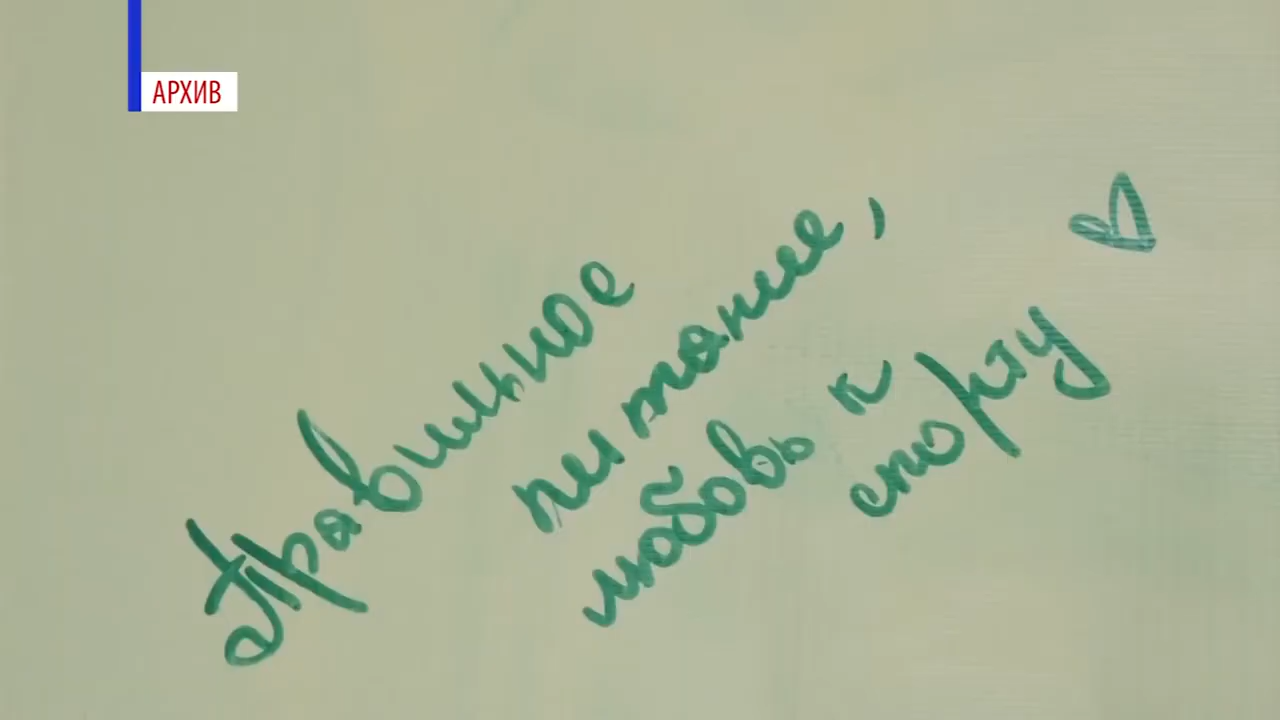 АРХИВ
Правильное
питание,
любовь к
спорту